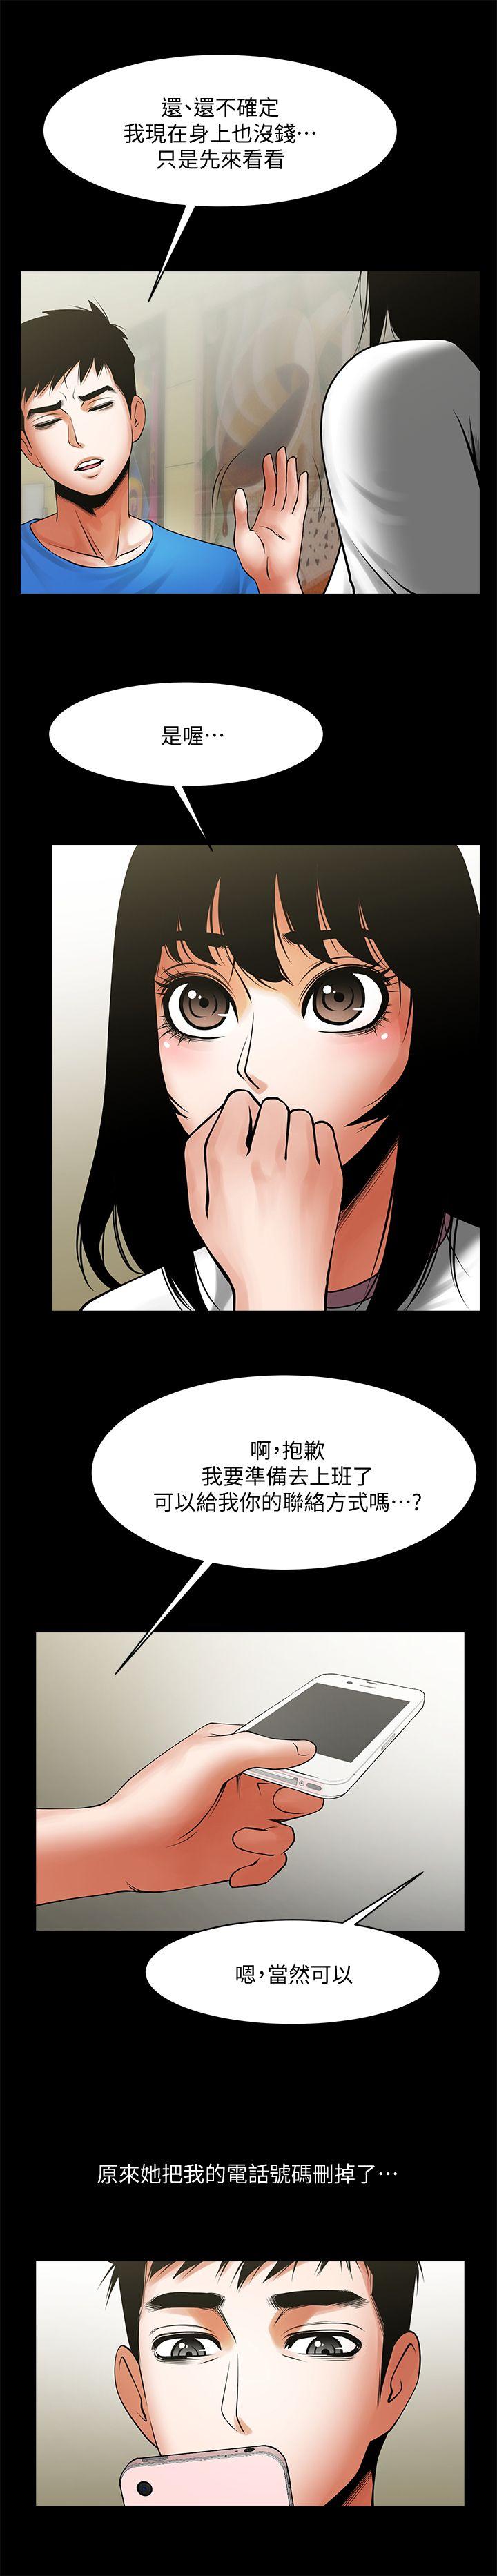 還、還不確定
我現在身上也沒錢⋯
只是先來看看
是喔⋯
啊，抱歉
我要準備去上班了
可以給我你的聯絡方式嗎⋯?
嗯，當然可以
原來她把我的電話號碼刪掉了⋯